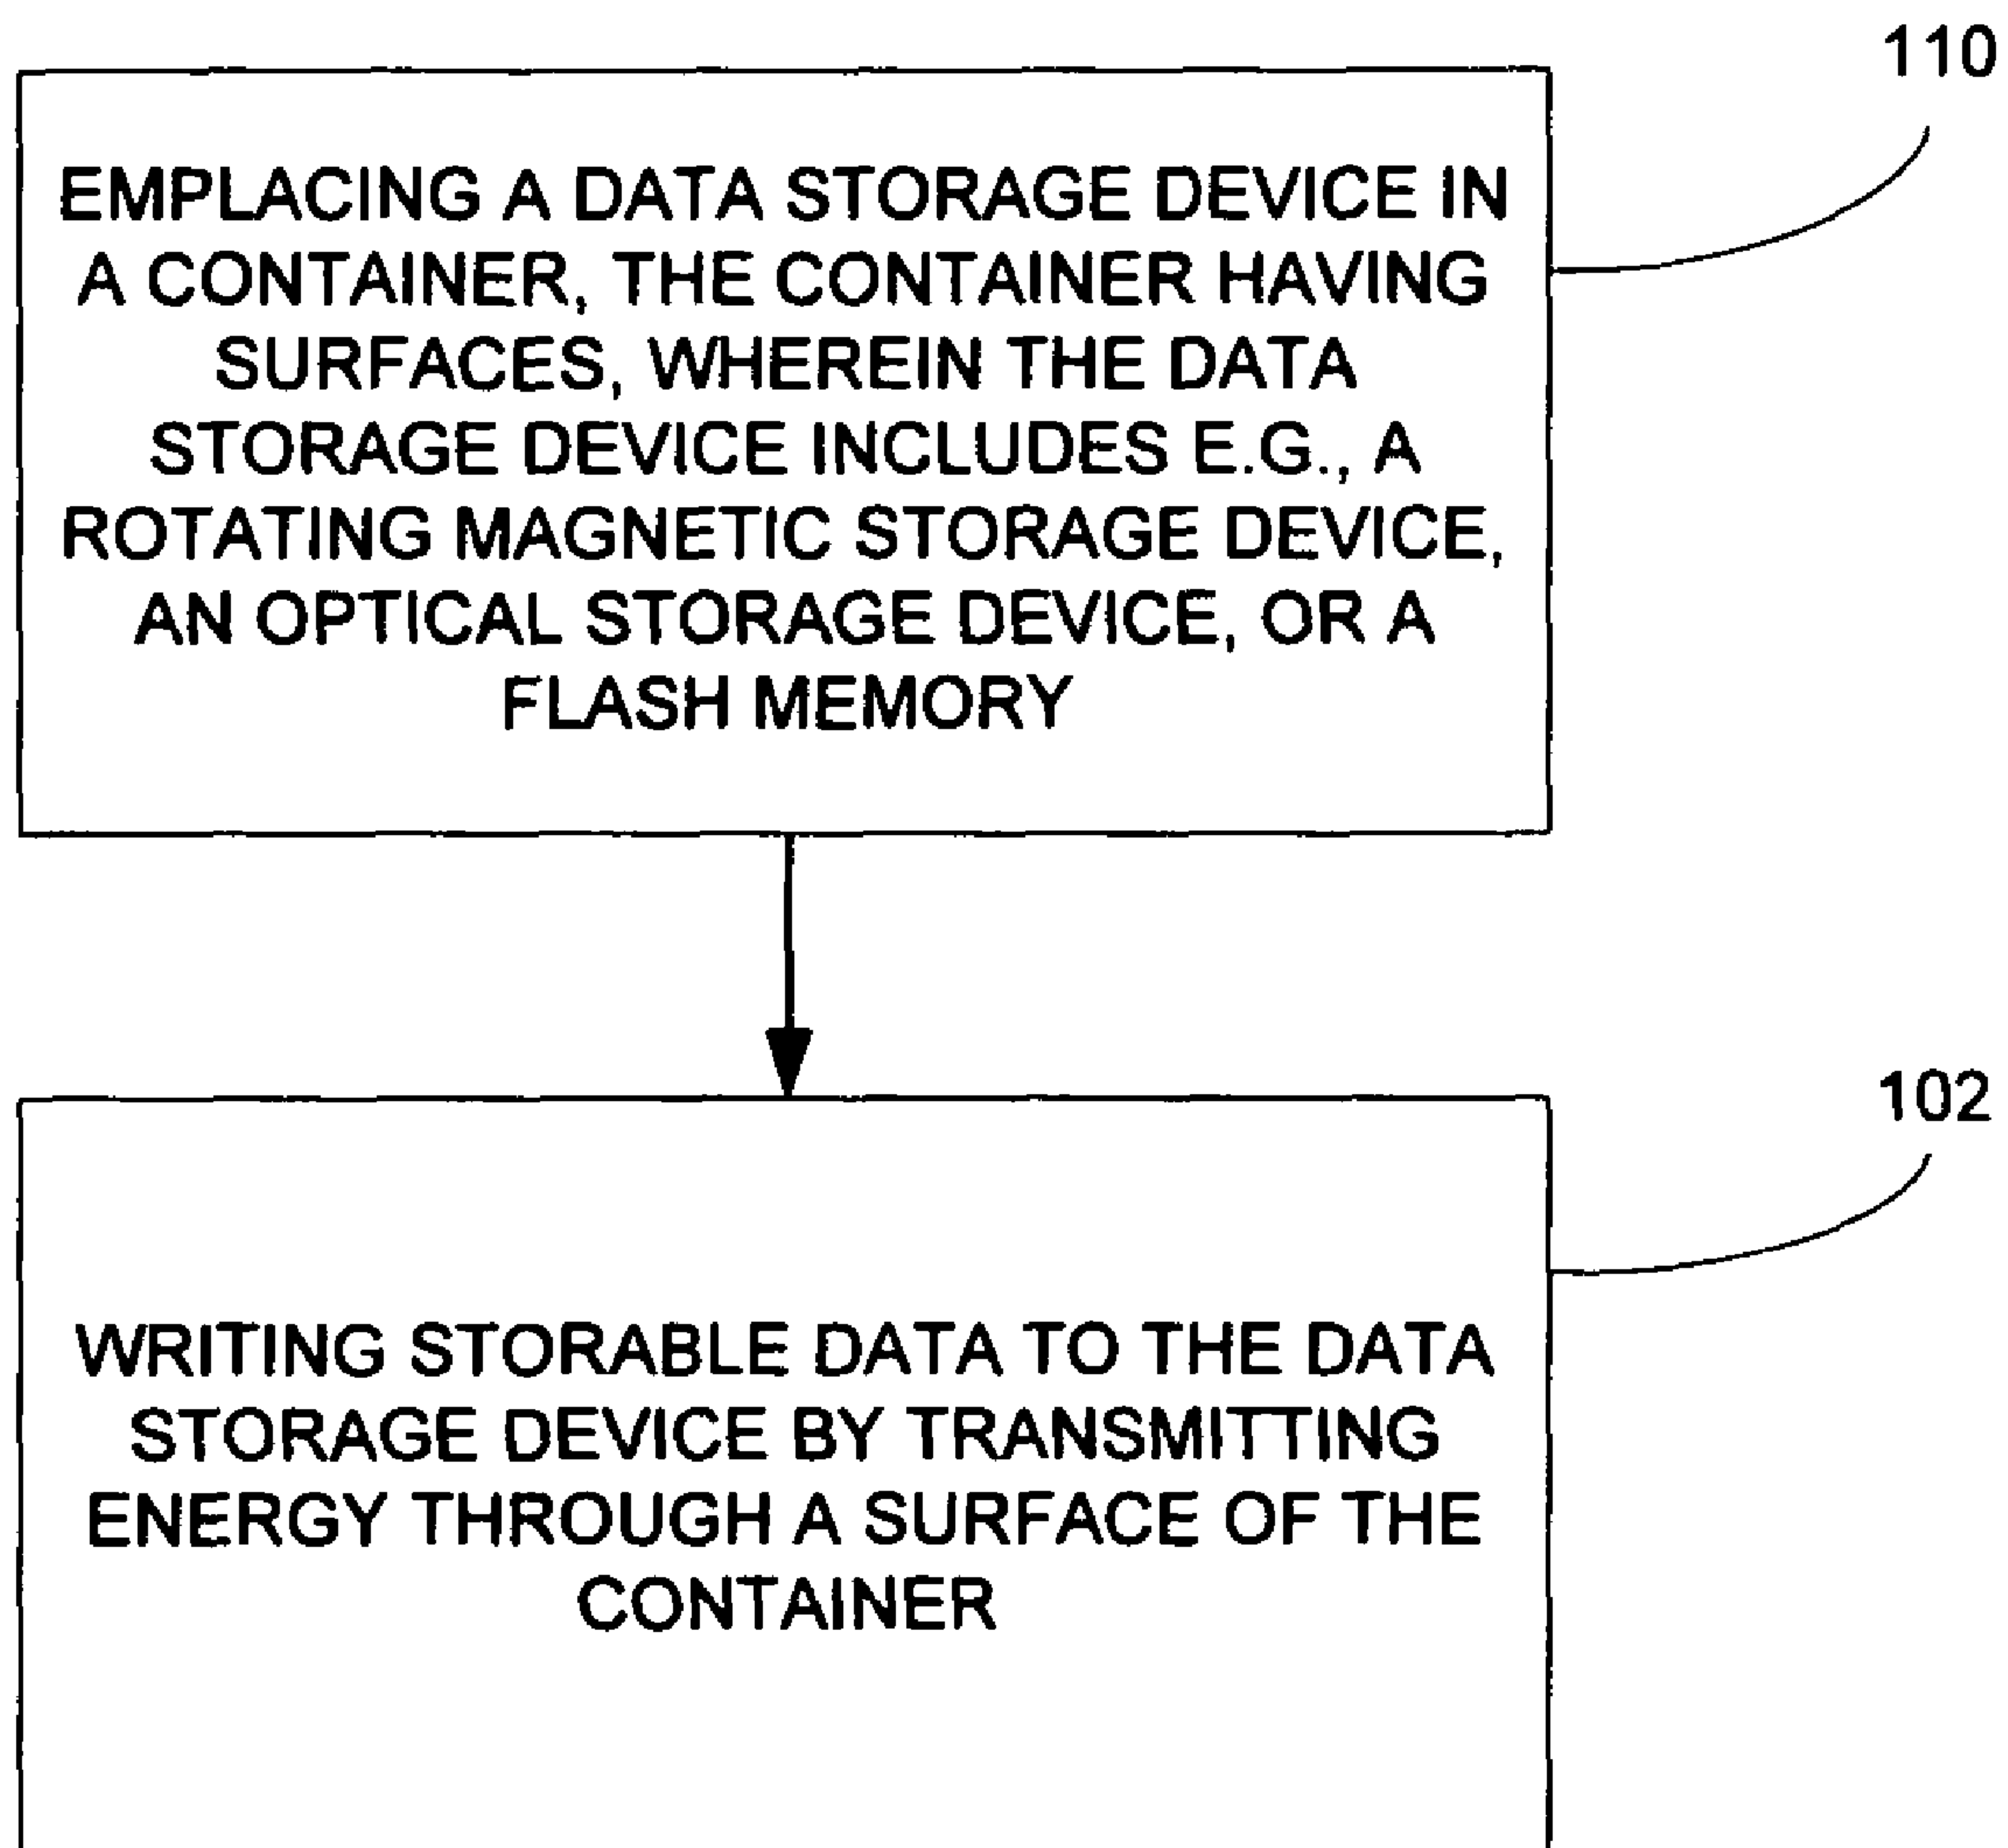 110
EMPLACING A DATA STORAGE DEVICE IN
A CONTAINER, THE CONTAINER HAVING
SURFACES, WHEREIN THE DATA
STORAGE DEVICE INCLUDES E.G., A
ROTATING MAGNETIC STORAGE DEVICE,
AN OPTICAL STORAGE DEVICE, OR A
FLASH MEMORY
102
WRITING STORABLE DATA TO THE DATA
STORAGE DEVICE BY TRANSMITTING
ENERGY THROUGH A SURFACE OF THE
CONTAINER